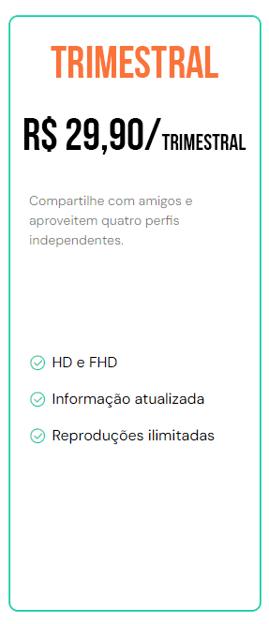 TRIMESTRAL
R$ 29,90/TRIMESTRAL
Compartilhe com amigos e
aproveitem quatro perfis
independentes.
HD e FHD
Informação atualizada
Reproduções ilimitadas